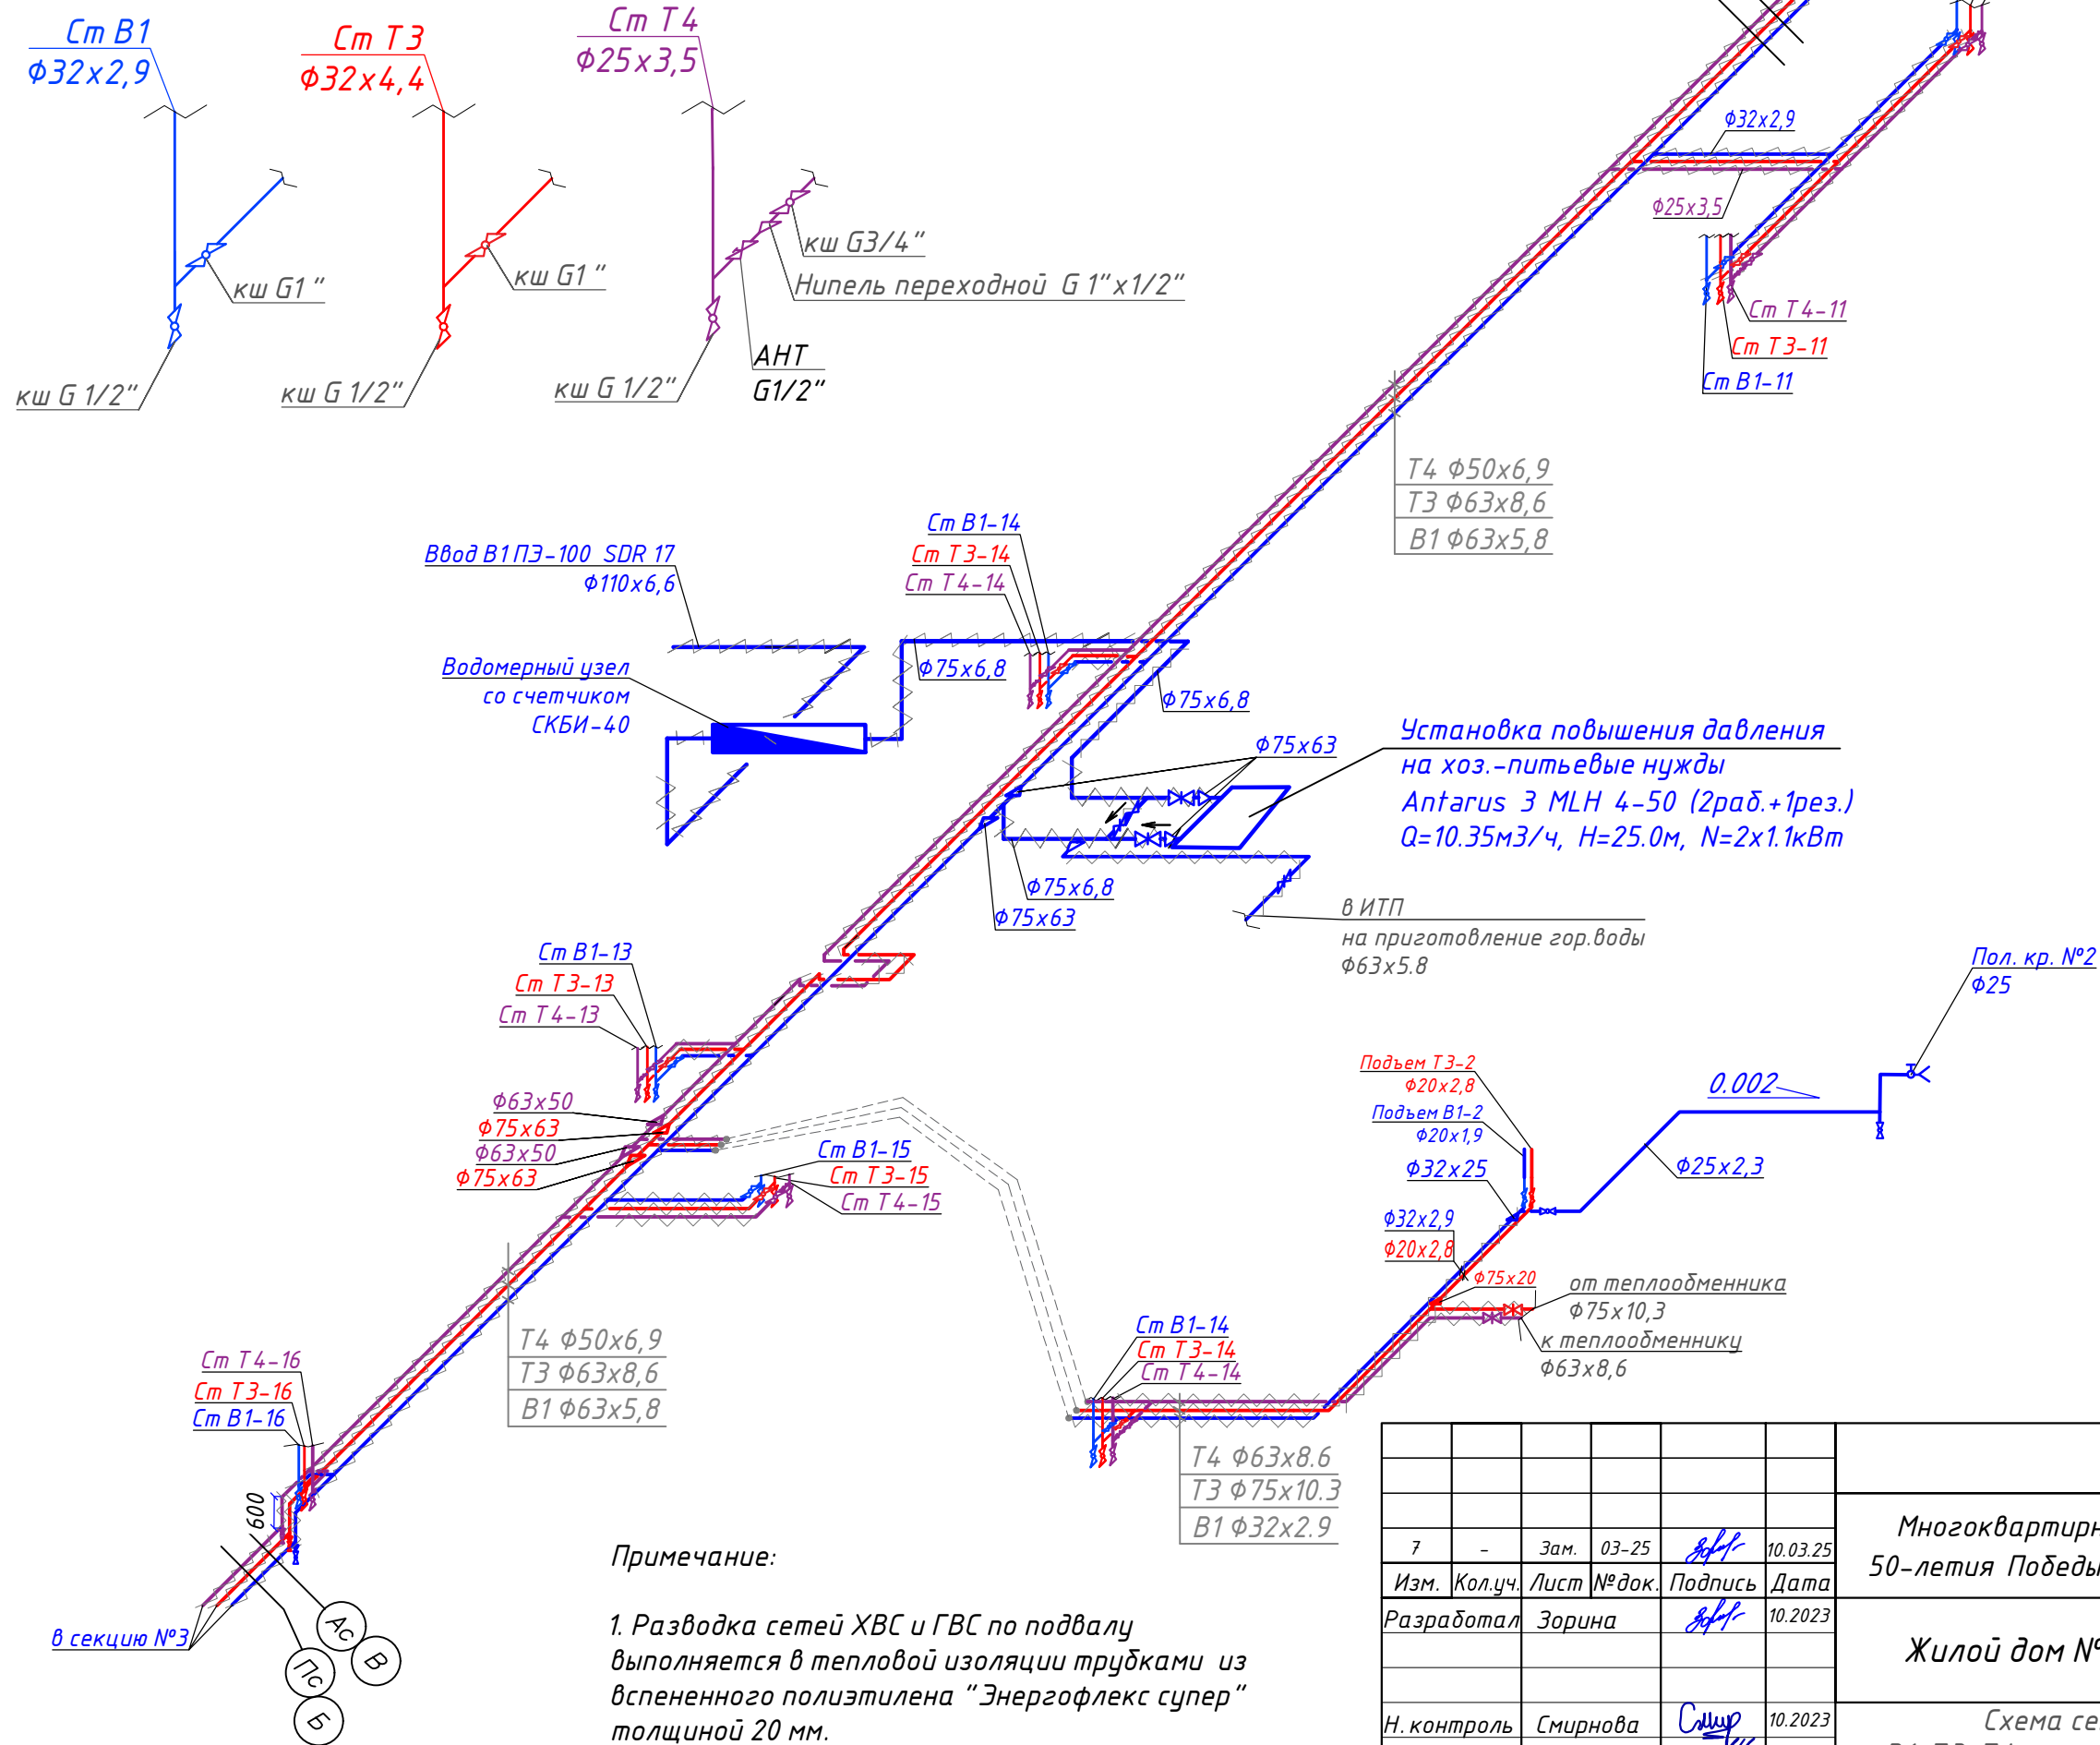 Ст В1
Ф32х2,9
кш G1 "
кш G 1/2"
Ст Т3
Ф32х4,4
кш G1 "
кш G 1/2"
Ст Т4
Ф25х3,5
кш G3/4"
Нипель переходной G 1"х1/2"
АНТ
G1/2"
кш G 1/2"
Ф32х2,9
Ф25х3,5
Ст Т4-11
Ст Т3-11
Ст В1-11
Т4 Ф50х6,9
Т3 Ф63х8,6
В1 Ф63х5,8
Ст В1-14
Ст Т3-14
Ст Т4-14
Ввод В1 ПЭ-100 SDR 17
Ф110х6,6
Водомерный узел
со счетчиком
СКБИ-40
Ф75х6,8
Ф75х6,8
Ф75х63
Установка повышения давления
на хоз.-питьевые нужды
Antarus 3 MLH 4-50 (2раб.+1рез.)
Q=10.35м3/ч, Н=25.0м, N=2х1.1кВт
Ф75х6,8
Ф75х63
в ИТП
на приготовление гор.воды
Ф63х5.8
Ст В1-13
Ст Т3-13
Ст Т4-13
Ф63х50
Ф75х63
Ф63х50
Ф75х63
Ст В1-15
Ст Т3-15
Ст Т4-15
Пол. кр. №2
Ф25
Подъем Т3-2
Ф20х2,8
Подъем В1-2
Ф20х1,9
0.002
Ф32х25
Ф25х2,3
Ф32х2,9
Ф20х2,8
Ф75х20
от теплообменника
Ф75х10,3
к теплообменнику
Ф63х8,6
Т4 Ф50х6,9
Т3 Ф63х8,6
В1 Ф63х5,8
Ст В1-14
Ст Т3-14
Ст Т4-14
Т4 Ф63х8.6
Т3 Ф75х10.3
В1 Ф32х2.9
Ст Т4-16
Ст Т3-16
Ст В1-16
600
в секцию №3
Ас
В
Пс
Б
Примечание:
1. Разводка сетей ХВС и ГВС по подвалу
выполняется в тепловой изоляции трубками из
вспененного полиэтилена "Энергофлекс супер"
толщиной 20 мм.
7 - Зам. 03-25 10.03.25
Изм. Кол.уч. Лист №док. Подпись Дата
Разработал Зорина 10.2023
Н. контроль Смирнова 10.2023
50-летия Победы
Жилой дом
Схема